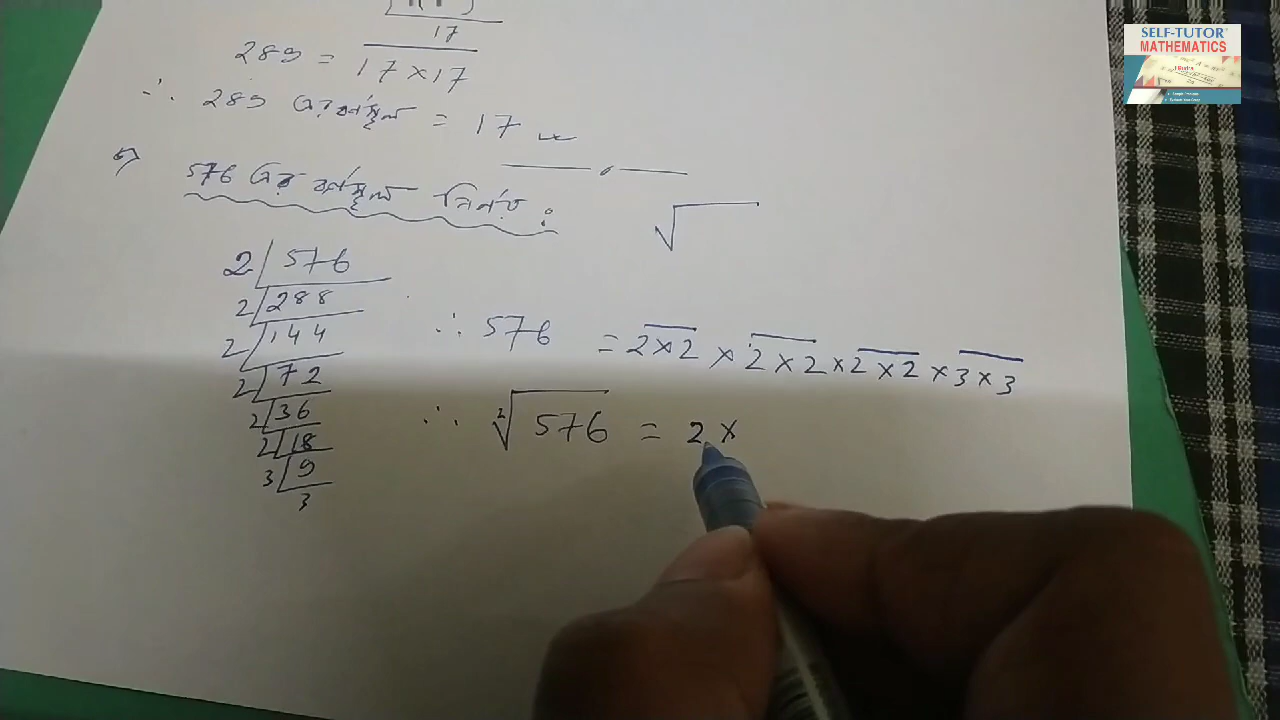 17
289 = 17×17
∴ 289 এর বর্গমূল = 17
576 এর বর্গমূল নির্ণয় :
√
2 576
2 288
2 144
2 72
2 36
2 18
3 9
3
∴ 576 = 2×2 × 2×2 × 2×2 × 3×3
∴ ²√576 = 2×
SELF-TUTOR
MATHEMATICS